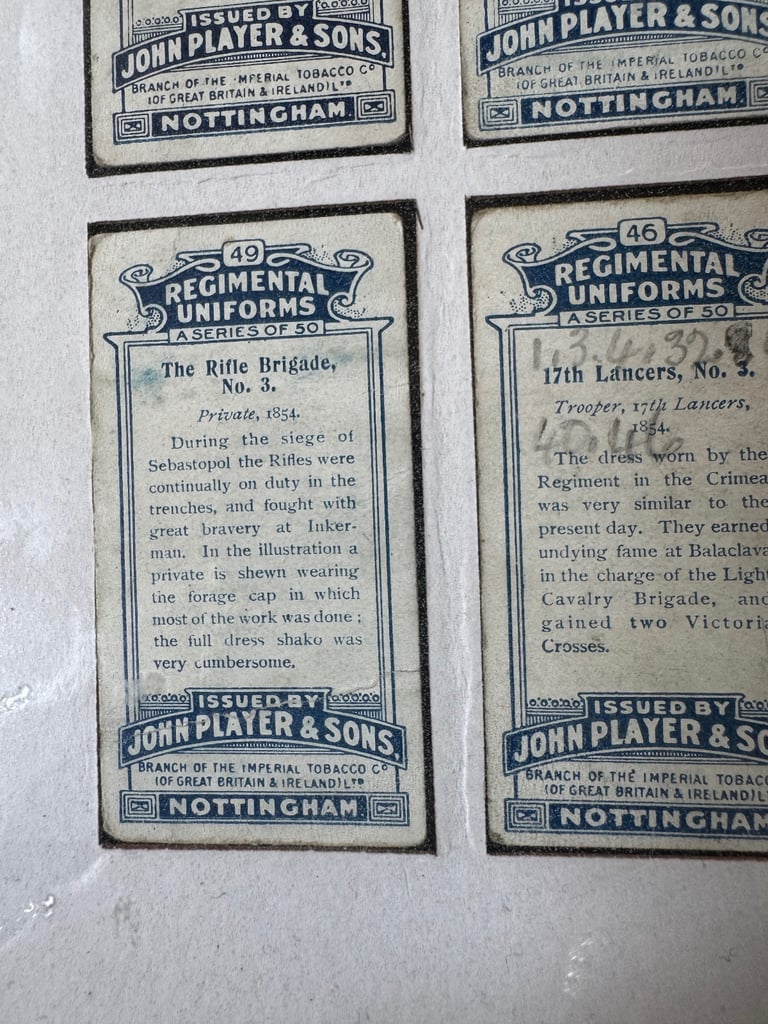 ISSUED BY
JOHN PLAYER & SONS.
BRANCH OF THE IMPERIAL TOBACCO Cº
(OF GREAT BRITAIN & IRELAND) Lᵀᴰ
NOTTINGHAM.
JOHN PLAYER & SONS
BRANCH OF THE IMPERIAL TOBACCO Cº
(OF GREAT BRITAIN & IRELAND) Lᵀᴰ
NOTTINGHAM.
49
REGIMENTAL
UNIFORMS
A SERIES OF 50
The Rifle Brigade,
No. 3.
Private, 1854.
During the siege of
Sebastopol the Rifles were
continually on duty in the
trenches, and fought with
great bravery at Inker-
man. In the illustration a
private is shewn wearing
the forage cap in which
most of the work was done;
the full dress shako was
very cumbersome.
ISSUED BY
JOHN PLAYER & SONS.
BRANCH OF THE IMPERIAL TOBACCO Cº
(OF GREAT BRITAIN & IRELAND) Lᵀᴰ
NOTTINGHAM.
46
REGIMENTAL
UNIFORMS
A SERIES OF 50
1, 3. 4. 32.
17th Lancers, No. 3.
Trooper, 17th Lancers,
1854.
40. 46
The dress worn by the
Regiment in the Crimea
was very similar to the
present day. They earned
undying fame at Balaclava
in the charge of the Light
Cavalry Brigade, and
gained two Victoria
Crosses.
ISSUED BY
JOHN PLAYER & SO
BRANCH OF THE IMPERIAL TOBACC
(OF GREAT BRITAIN & IRELAND) L
NOTTINGHAM